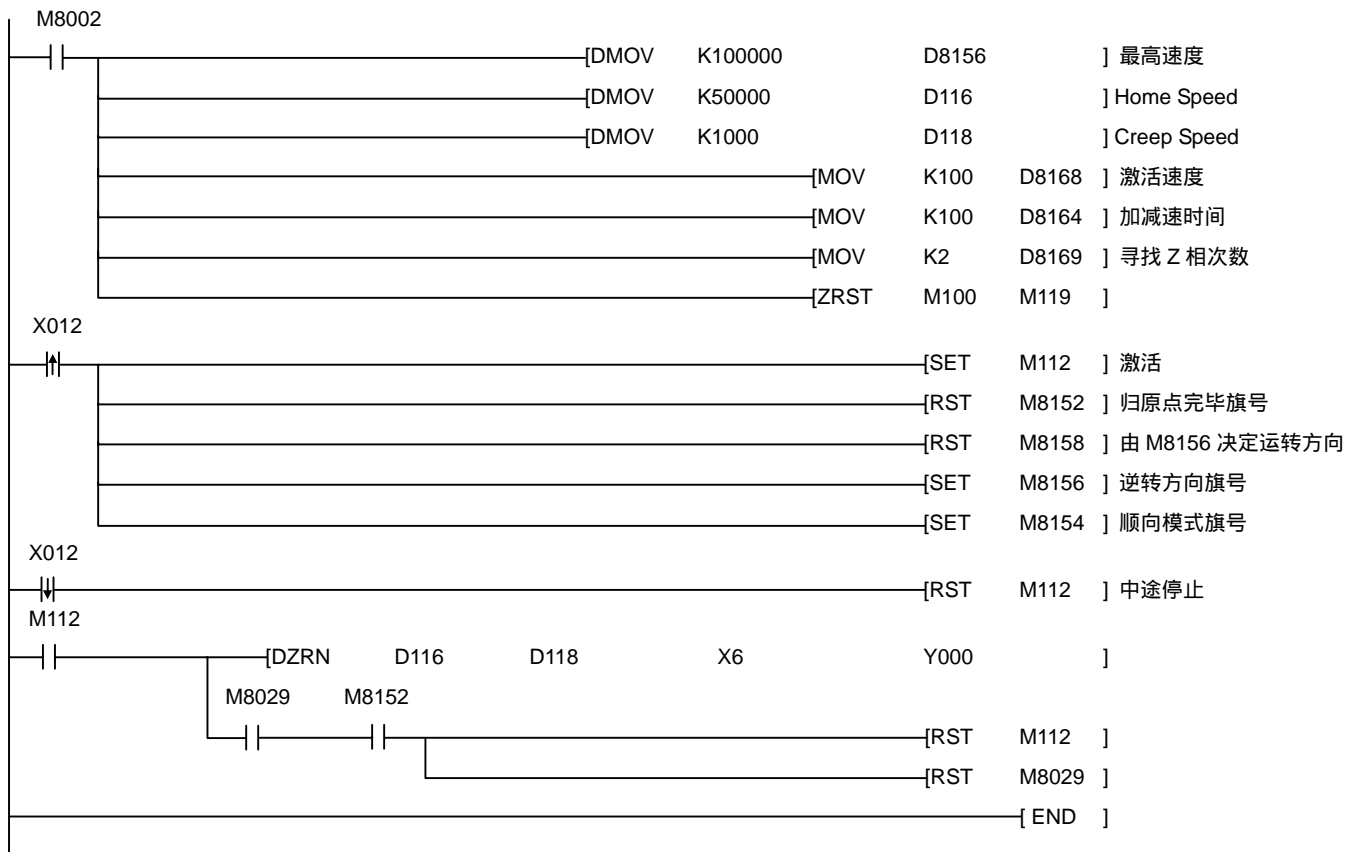 M8002
[DMOV K100000 D8156 ] 最高速度
[DMOV K50000 D116 ] Home Speed
[DMOV K1000 D118 ] Creep Speed
[MOV K100 D8168 ] 激活速度
[MOV K100 D8164 ] 加减速时间
[MOV K2 D8169 ] 寻找 Z 相次数
[ZRST M100 M119 ]
X012
[SET M112 ] 激活
[RST M8152 ] 归原点完毕旗号
[RST M8158 ] 由 M8156 决定运转方向
[SET M8156 ] 逆转方向旗号
[SET M8154 ] 顺向模式旗号
X012
[RST M112 ] 中途停止
M112
[DZRN D116 D118 X6 Y000 ]
M8029 M8152
[RST M112 ]
[RST M8029 ]
[ END ]